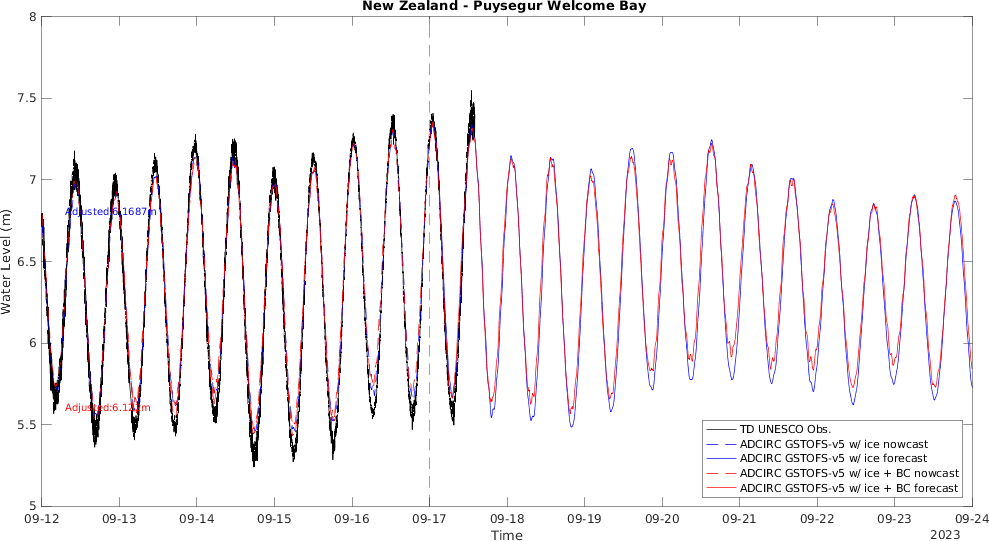 New Zealand - Puysegur Welcome Bay
8
7.5
7
6.5
6
5.5
5
Water Level (m)
Adjusted:6.1687m
TD UNESCO Obs.
ADCIRC GSTOFS-v5 w/ ice nowcast
ADCIRC GSTOFS-v5 w/ ice forecast
ADCIRC GSTOFS-v5 w/ ice + BC nowcast
ADCIRC GSTOFS-v5 w/ ice + BC forecast
09-12 09-13 09-14 09-15 09-16 09-17 09-18 09-19 09-20 09-21 09-22 09-23 09-24
Time
2023